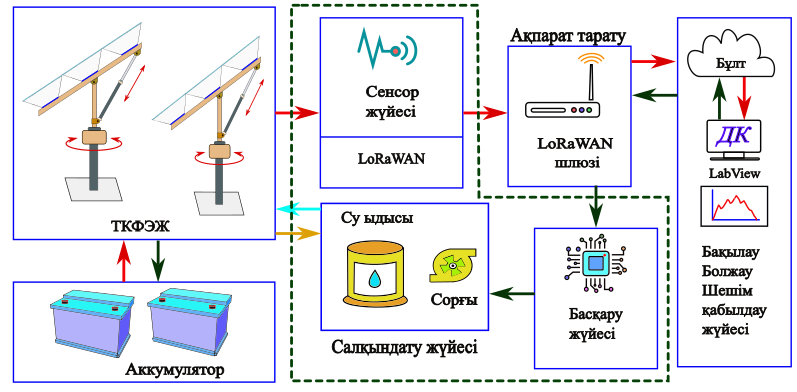 ТКФЭЖ
Аккумулятор
Сенсор
жүйесі
LoRaWAN
Ақпарат тарату
LoRaWAN
шлюзі
Су ыдысы
Сорғы
Салқындату жүйесі
Басқару
жүйесі
Бұлт
ДК
LabView
Бақылау
Болжау
Шешім
қабылдау
жүйесі